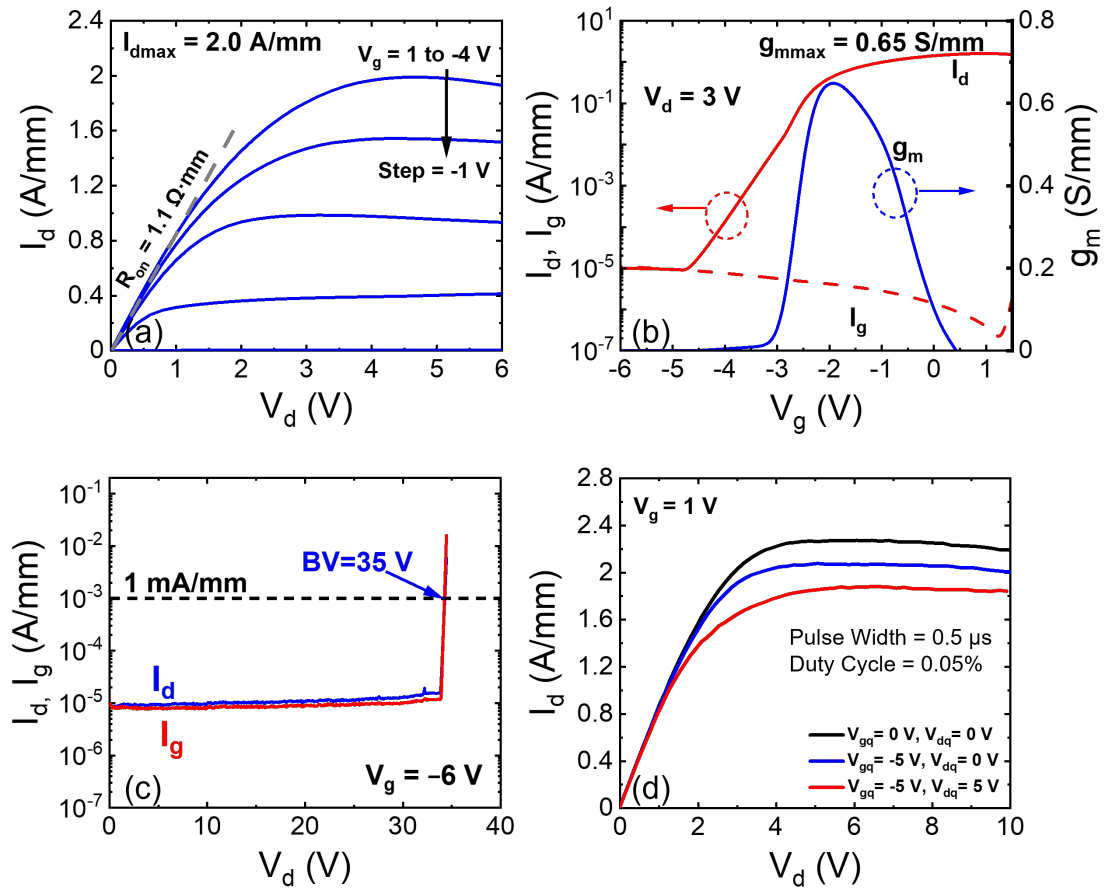 I_dmax = 2.0 A/mm
V_g = 1 to -4 V
Step = -1 V
R_on = 1.1 Ω·mm
(a)
2.4
2
1.6
1.2
0.8
0.4
0
0 1 2 3 4 5 6
I_d (A/mm)
V_d (V)
g_mmax = 0.65 S/mm
I_d
V_d = 3 V
g_m
I_g
(b)
10^1
10^-1
10^-3
10^-5
10^-7
0.8
0.6
0.4
0.2
0
-6 -5 -4 -3 -2 -1 0 1
I_d, I_g (A/mm)
g_m (S/mm)
V_g (V)
BV=35 V
1 mA/mm
I_d
I_g
V_g = –6 V
(c)
10^-1
10^-2
10^-3
10^-4
10^-5
10^-6
10^-7
0 10 20 30 40
I_d, I_g (A/mm)
V_d (V)
V_g = 1 V
Pulse Width = 0.5 µs
Duty Cycle = 0.05%
V_gq= 0 V, V_dq= 0 V
V_gq= -5 V, V_dq= 0 V
V_gq= -5 V, V_dq= 5 V
(d)
2.8
2.4
2
1.6
1.2
0.8
0.4
0
0 2 4 6 8 10
I_d (A/mm)
V_d (V)